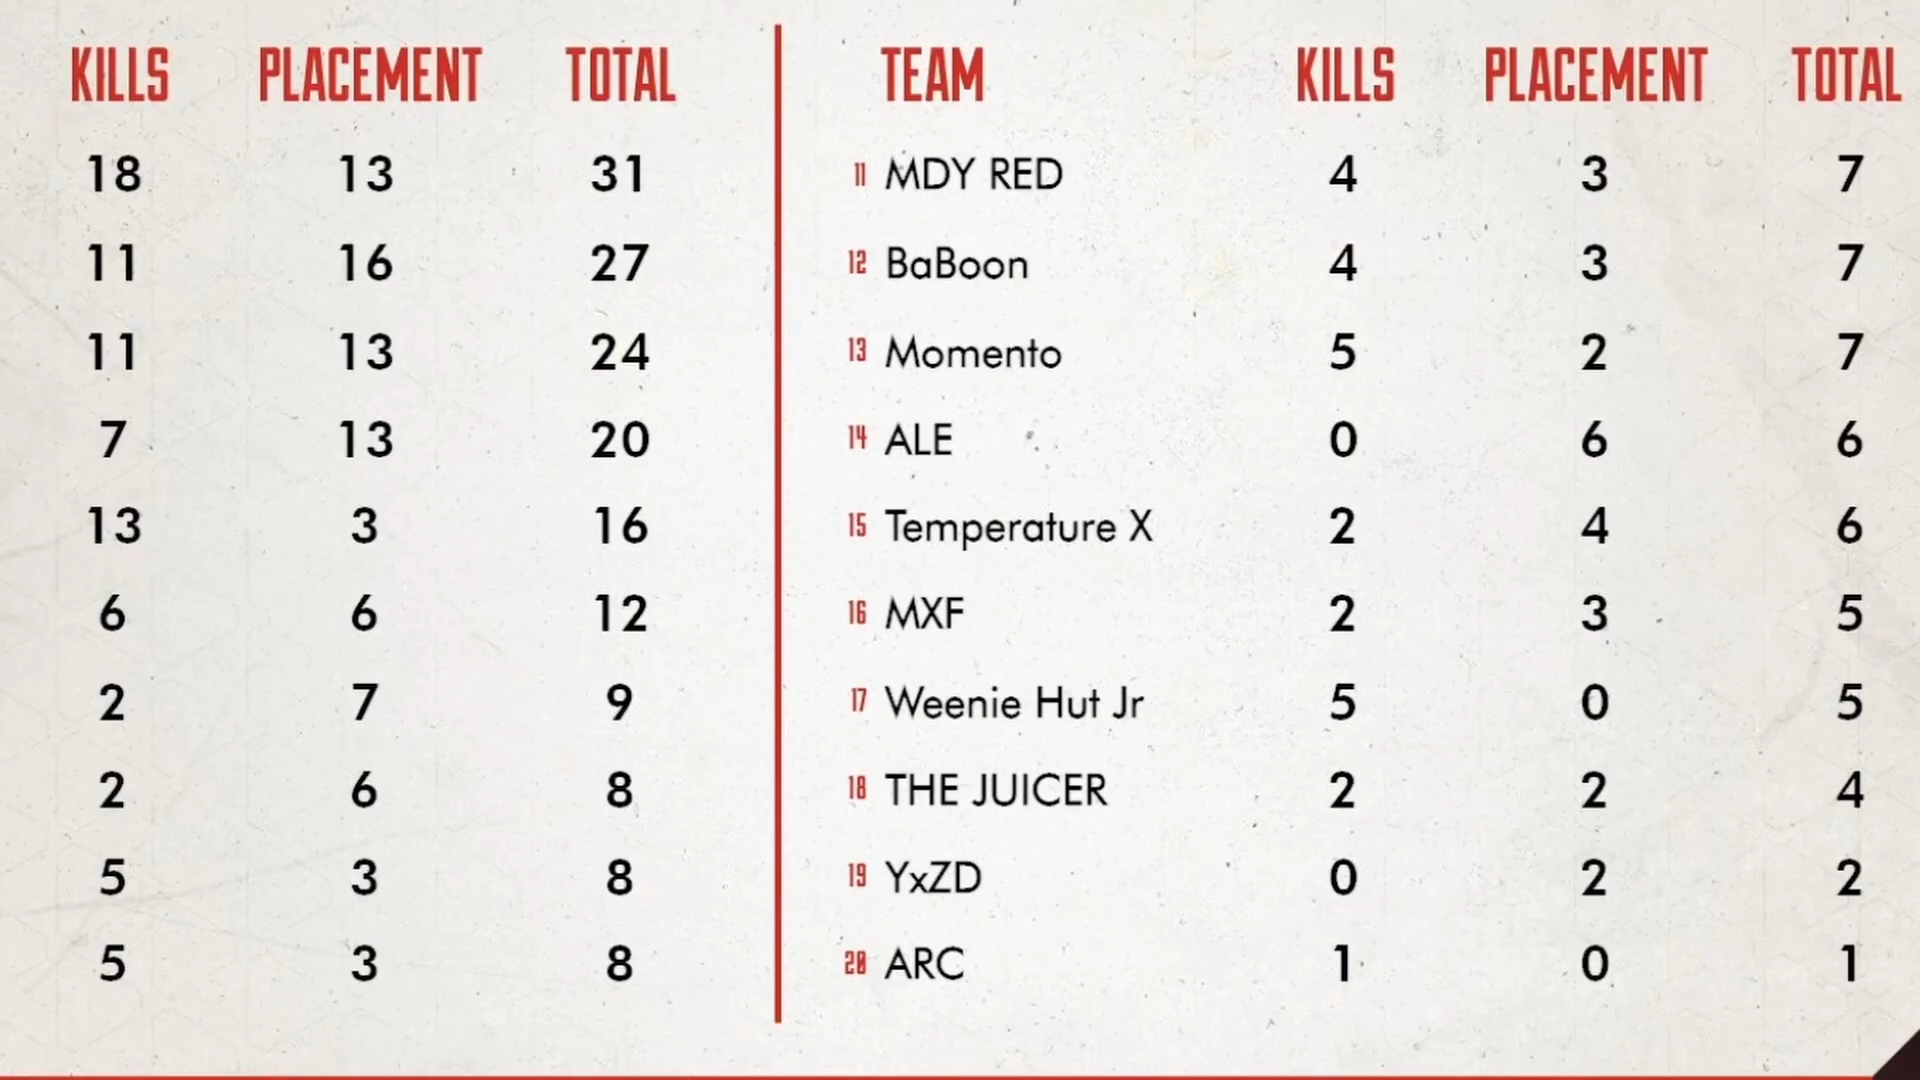 KILLS PLACEMENT TOTAL
18 13 31
11 16 27
11 13 24
7 13 20
13 3 16
6 6 12
2 7 9
2 6 8
5 3 8
5 3 8
TEAM KILLS PLACEMENT TOTAL
11 MDY RED 4 3 7
12 BaBoon 4 3 7
13 Momento 5 2 7
14 ALE 0 6 6
15 Temperature X 2 4 6
16 MXF 2 3 5
17 Weenie Hut Jr 5 0 5
18 THE JUICER 2 2 4
19 YxZD 0 2 2
20 ARC 1 0 1